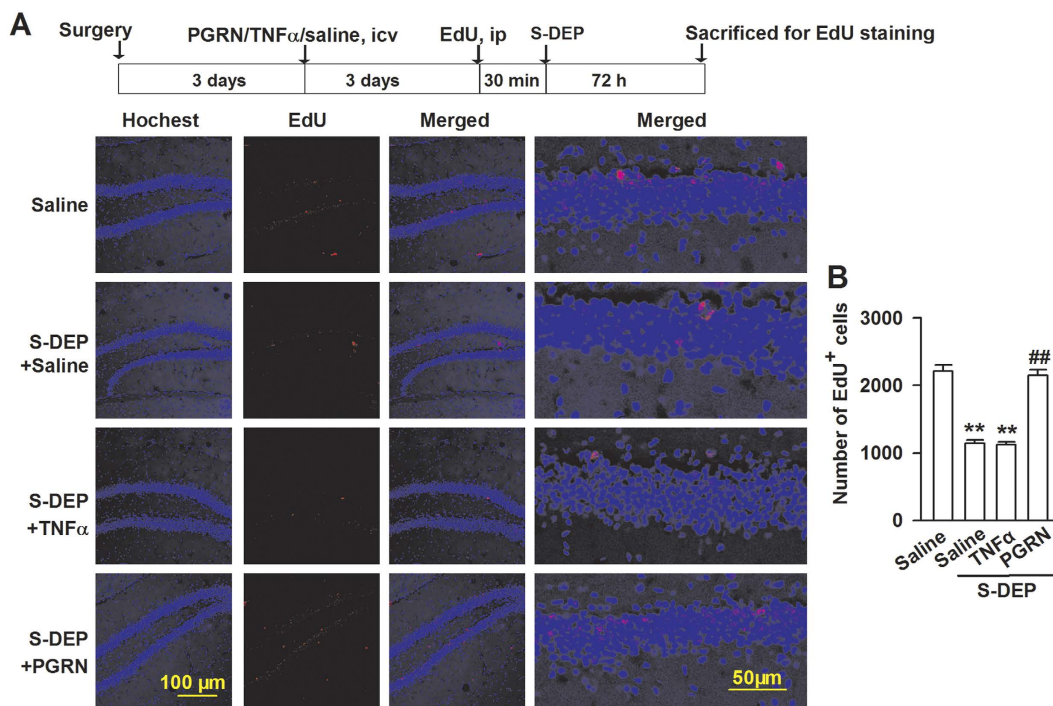 A
Surgery
PGRN/TNFα/saline, icv
EdU, ip
S-DEP
Sacrificed for EdU staining
3 days
3 days
30 min
72 h
Hochest
EdU
Merged
Merged
Saline
S-DEP
+Saline
S-DEP
+TNFα
S-DEP
+PGRN
100 µm
50µm
B
Number of EdU+ cells
3000
2000
1000
0
**
**
##
Saline
Saline
TNFα
PGRN
S-DEP